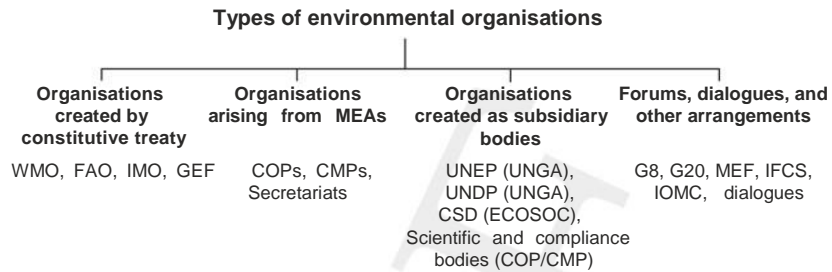 Types of environmental organisations
Organisations
created by
constitutive treaty
WMO, FAO, IMO, GEF
Organisations
arising from MEAs
COPs, CMPs,
Secretariats
Organisations
created as subsidiary
bodies
UNEP (UNGA),
UNDP (UNGA),
CSD (ECOSOC),
Scientific and compliance
bodies (COP/CMP)
Forums, dialogues, and
other arrangements
G8, G20, MEF, IFCS,
IOMC, dialogues